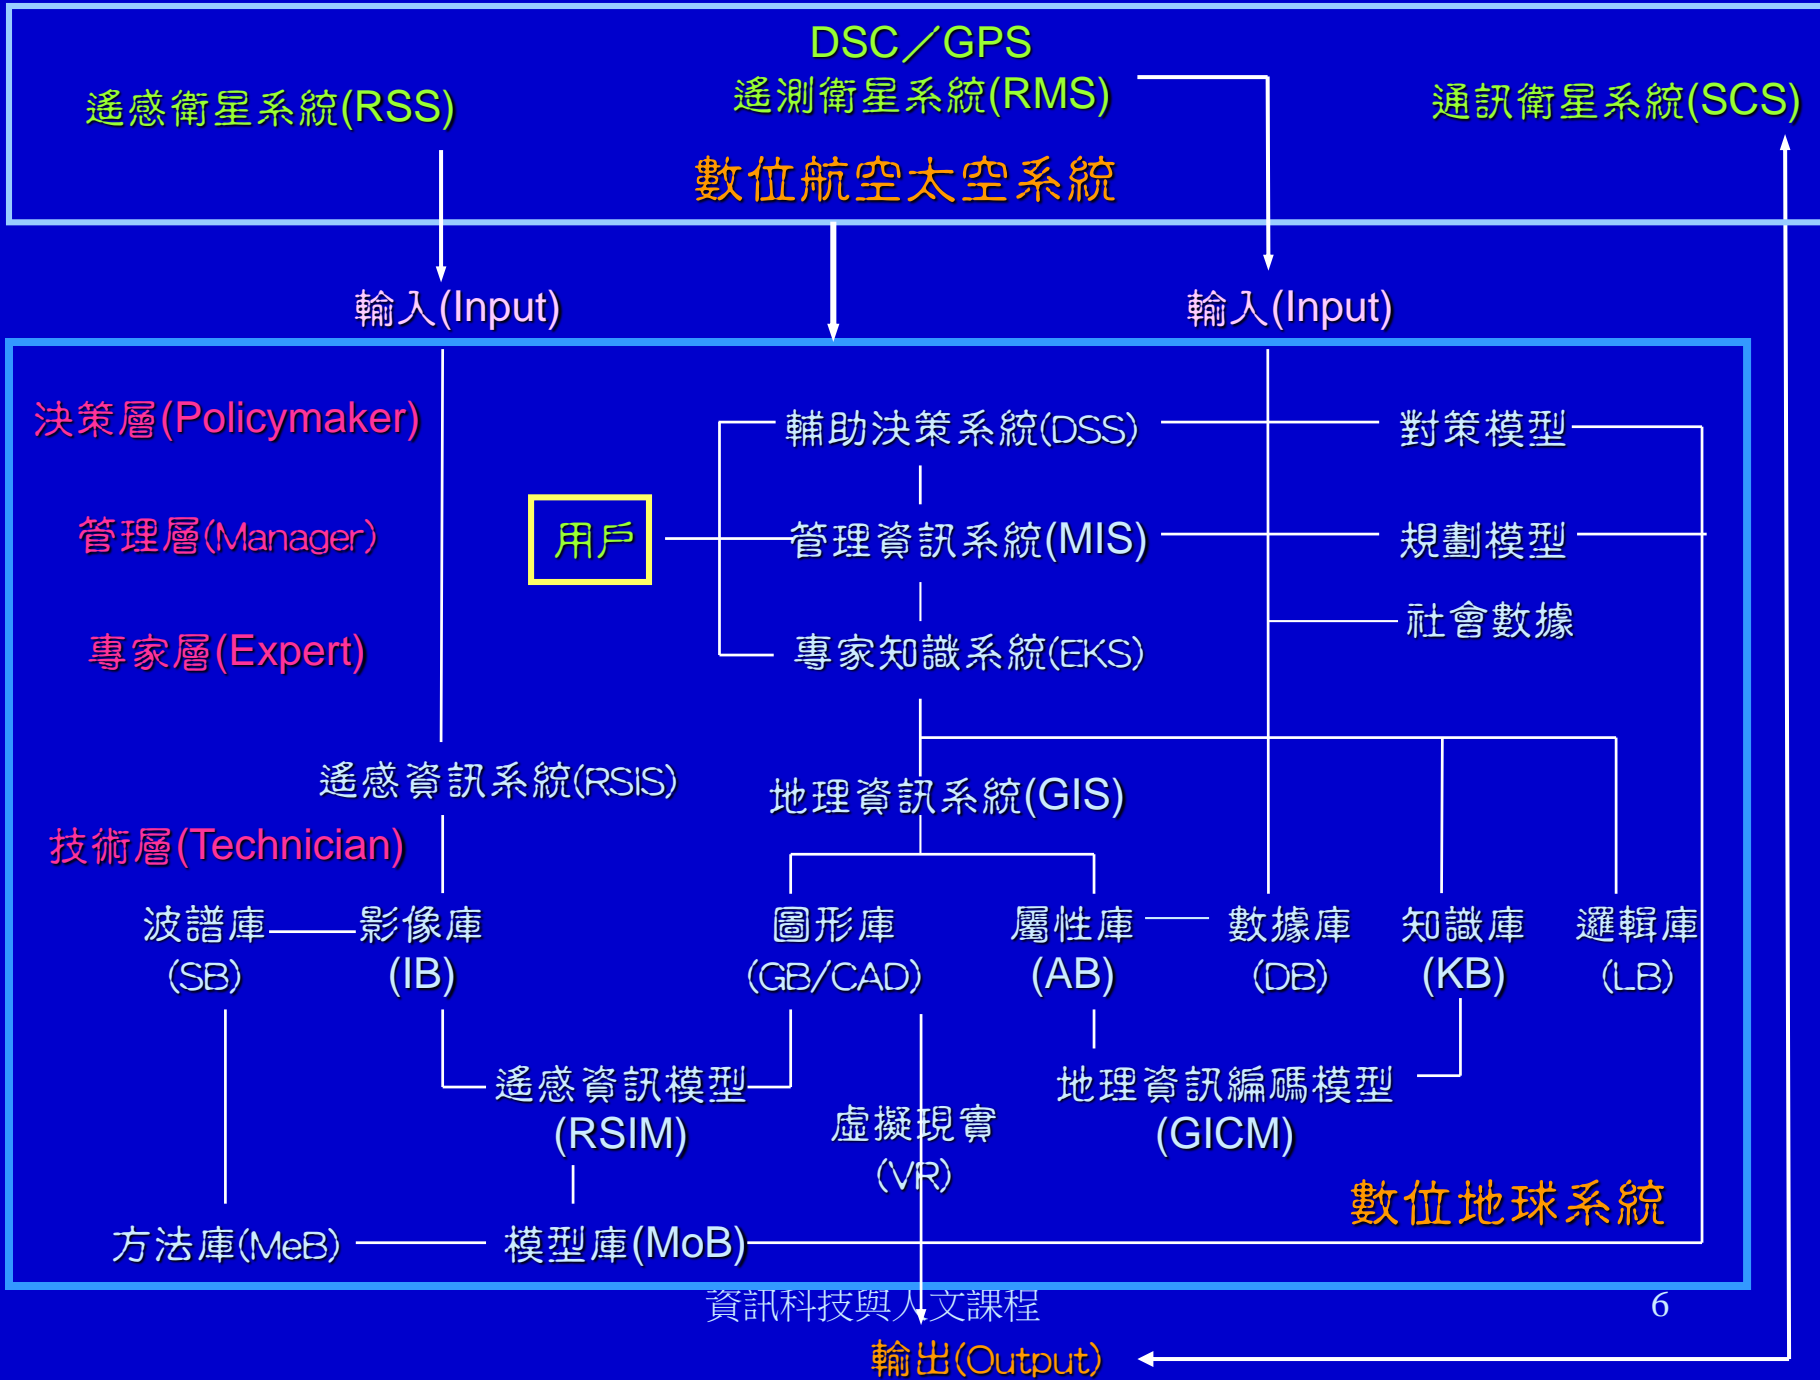 DSC／GPS
遙感衛星系統(RSS)
遙測衛星系統(RMS)
通訊衛星系統(SCS)
數位航空太空系統
輸入(Input)
輸入(Input)
決策層(Policymaker)
輔助決策系統(DSS)
對策模型
管理層(Manager)
用戶
管理資訊系統(MIS)
規劃模型
社會數據
專家層(Expert)
專家知識系統(EKS)
遙感資訊系統(RSIS)
地理資訊系統(GIS)
技術層(Technician)
波譜庫
(SB)
影像庫
(IB)
圖形庫
(GB/CAD)
屬性庫
(AB)
數據庫
(DB)
知識庫
(KB)
邏輯庫
(LB)
遙感資訊模型
(RSIM)
虛擬現實
(VR)
地理資訊編碼模型
(GICM)
數位地球系統
方法庫(MeB)
模型庫(MoB)
資訊科技與人文課程
6
輸出(Output)